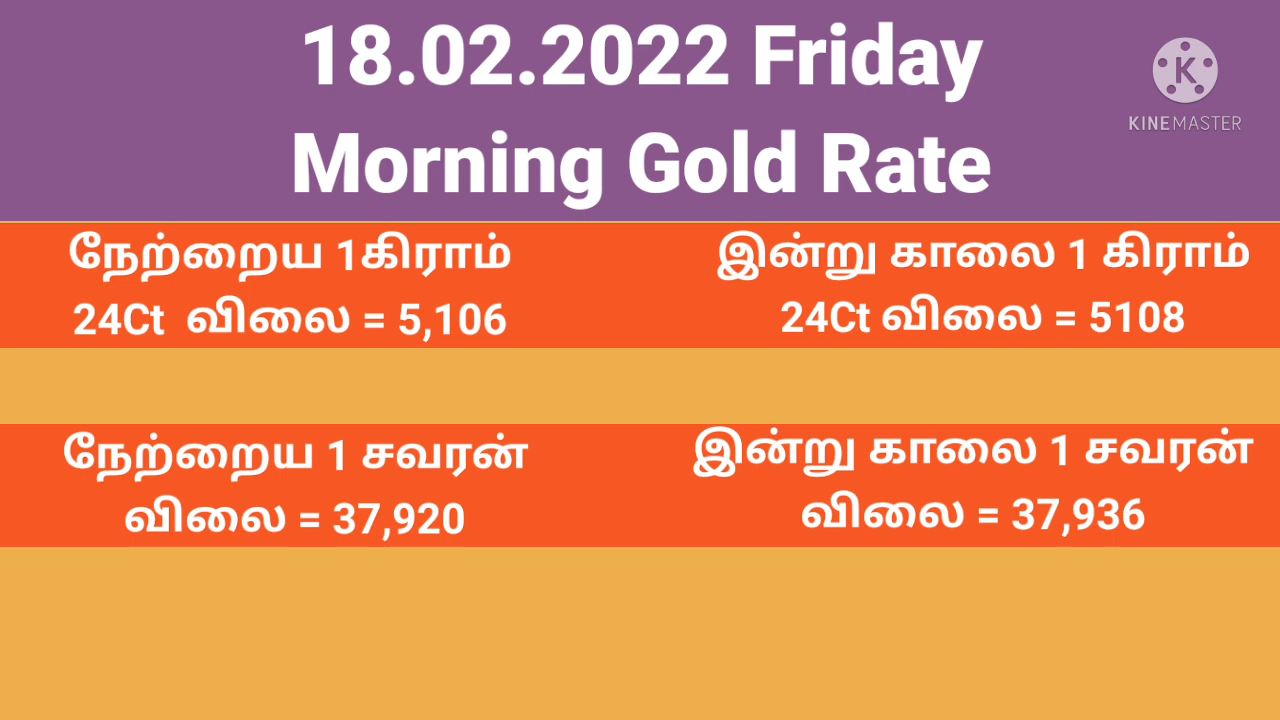 18.02.2022 Friday
Morning Gold Rate
KINEMASTER
நேற்றைய 1கிராம்
24Ct விலை = 5,106
இன்று காலை 1 கிராம்
24Ct விலை = 5108
நேற்றைய 1 சவரன்
விலை = 37,920
இன்று காலை 1 சவரன்
விலை = 37,936